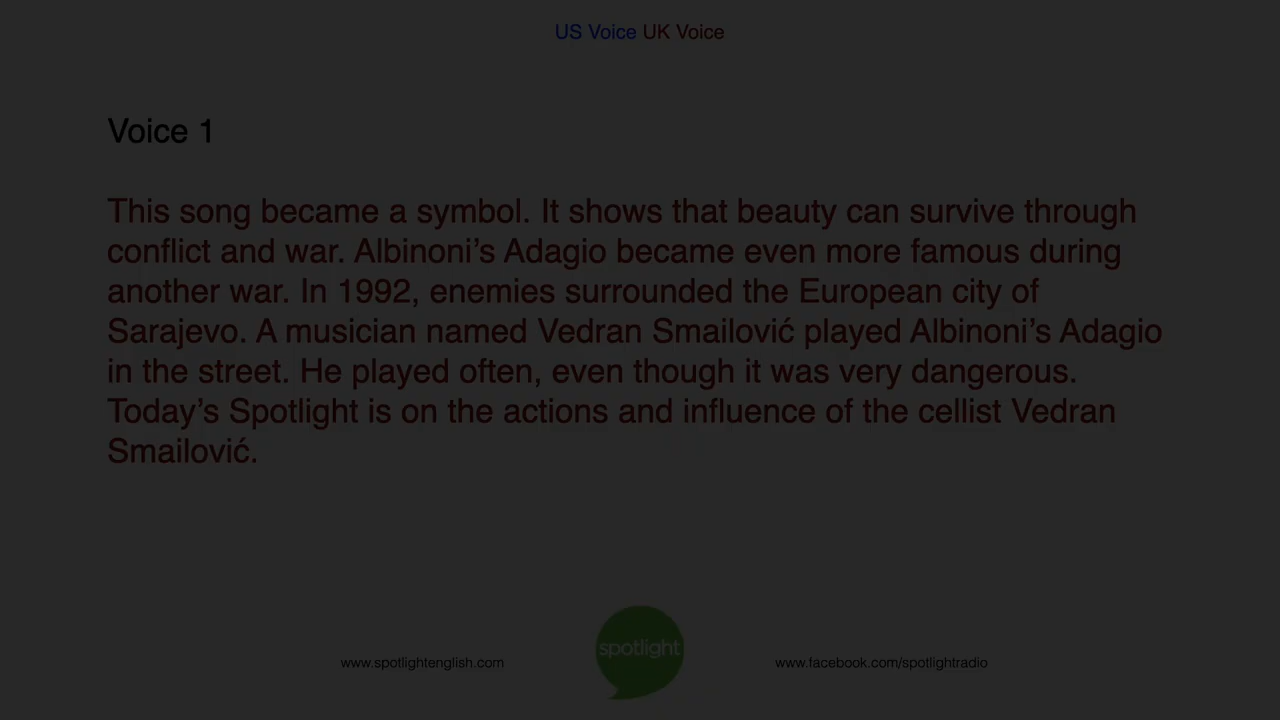 US Voice UK Voice
Voice 1
This song became a symbol. It shows that beauty can survive through
conflict and war. Albinoni’s Adagio became even more famous during
another war. In 1992, enemies surrounded the European city of
Sarajevo. A musician named Vedran Smailović played Albinoni’s Adagio
in the street. He played often, even though it was very dangerous.
Today’s Spotlight is on the actions and influence of the cellist Vedran
Smailović.
spotlight
www.spotlightenglish.com
www.facebook.com/spotlightradio